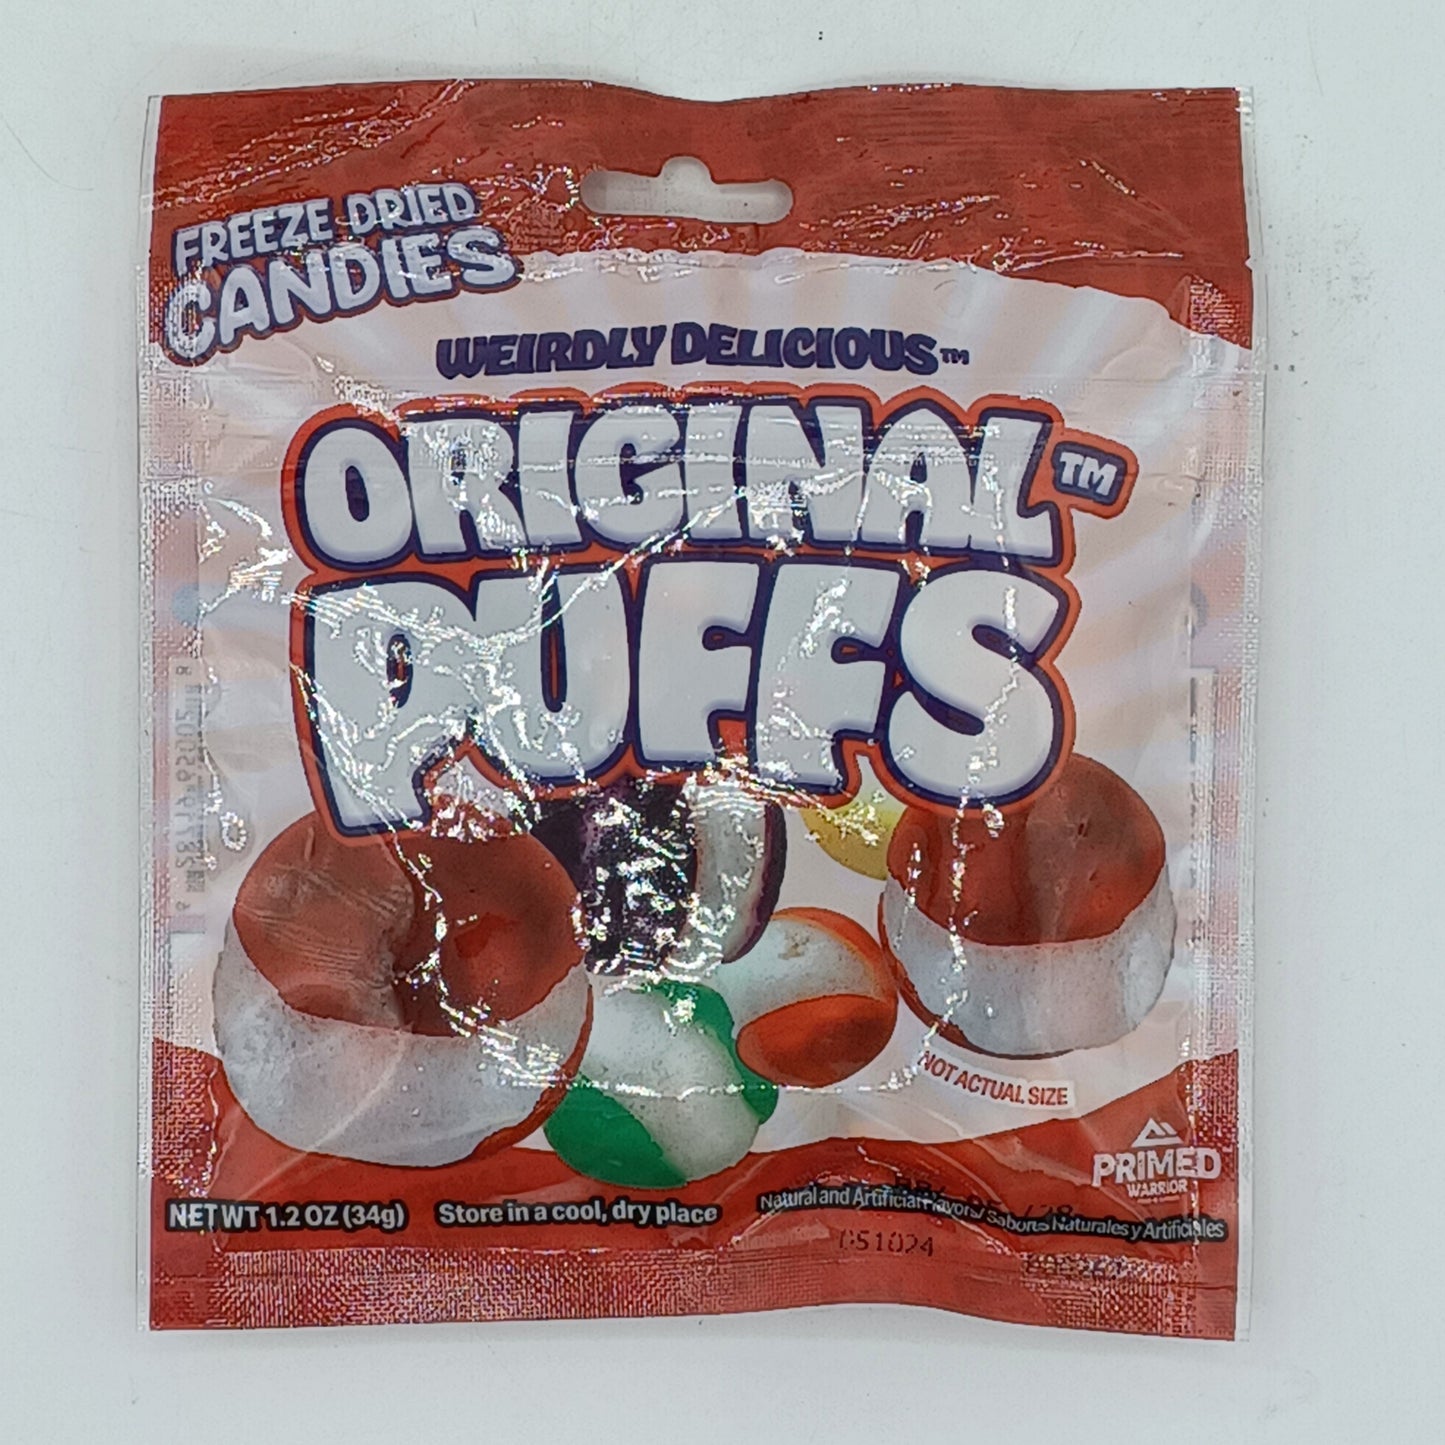 FREEZE DRIED
CANDIES
WEIRDLY DELICIOUS™
ORIGINAL™
PUFFS
NOT ACTUAL SIZE
PRIMED
WARRIOR
NET WT 1.2 OZ (34g)
Store in a cool, dry place
Natural and Artificial Flavors/ Sabores Naturales y Artificiales
051024